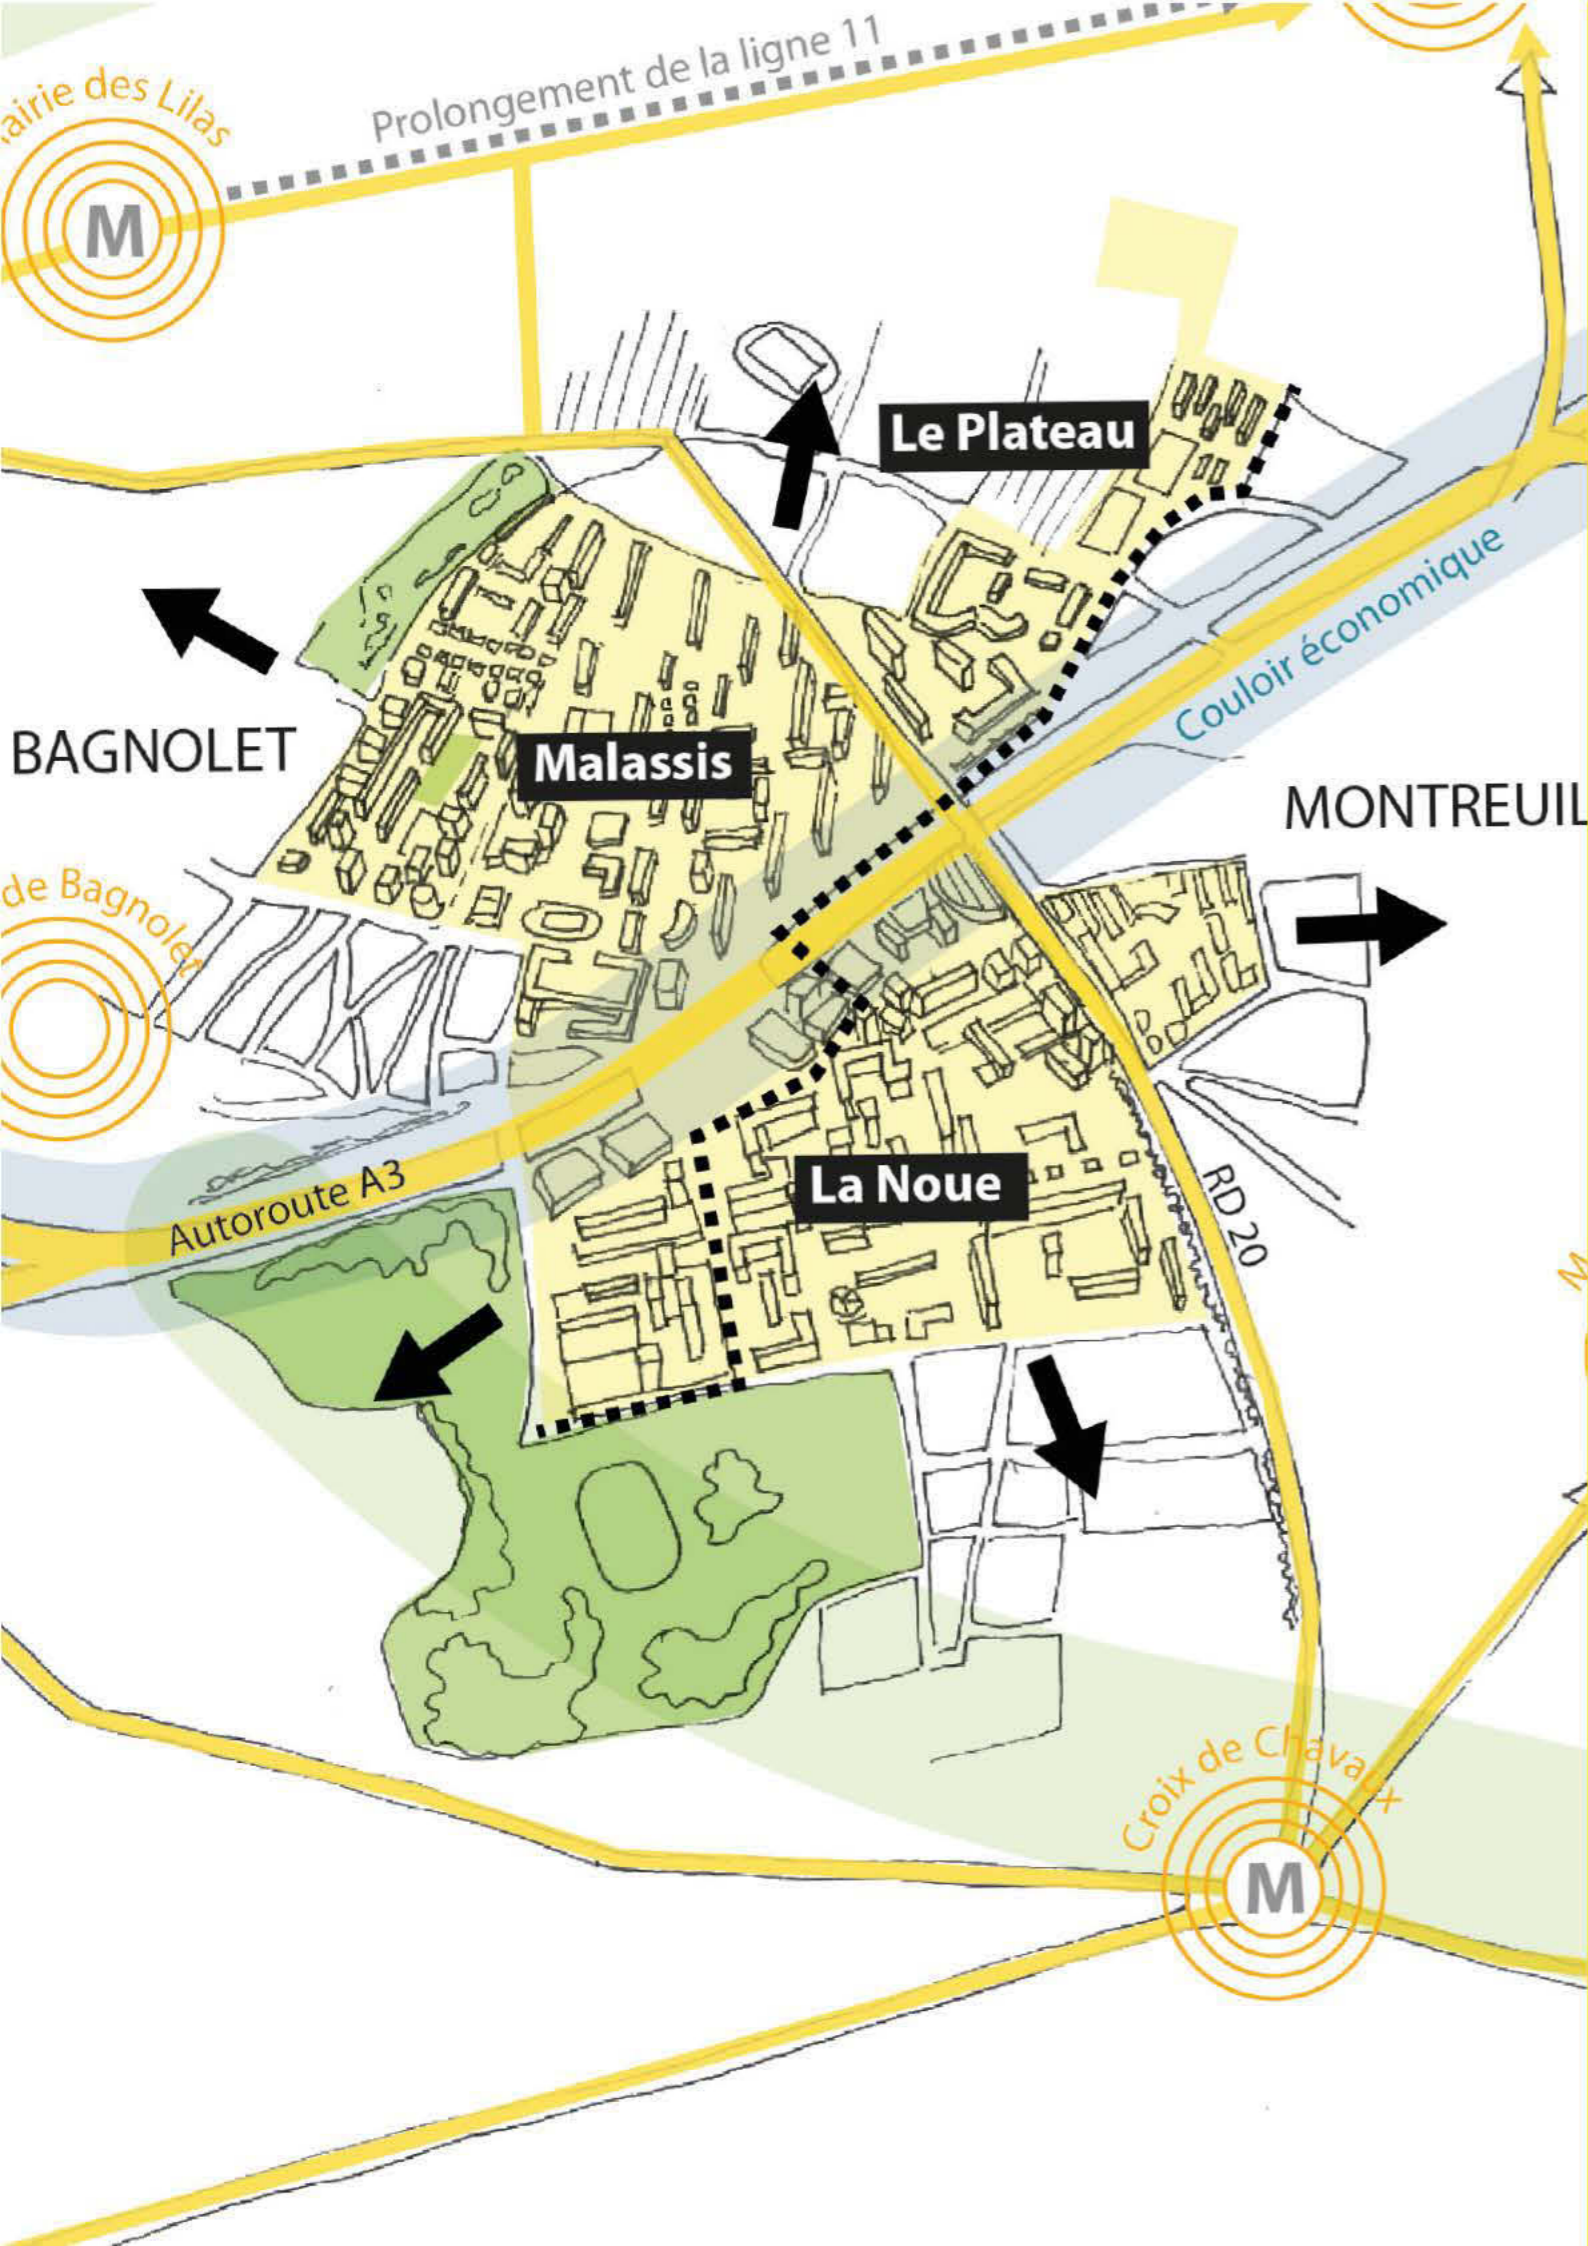 Prolongement de la ligne 11
airie des Lilas
M
Le Plateau
Couloir économique
BAGNOLET
Malassis
MONTREUIL
de Bagnolet
Autoroute A3
La Noue
RD 20
M
Croix de Chavaux
M